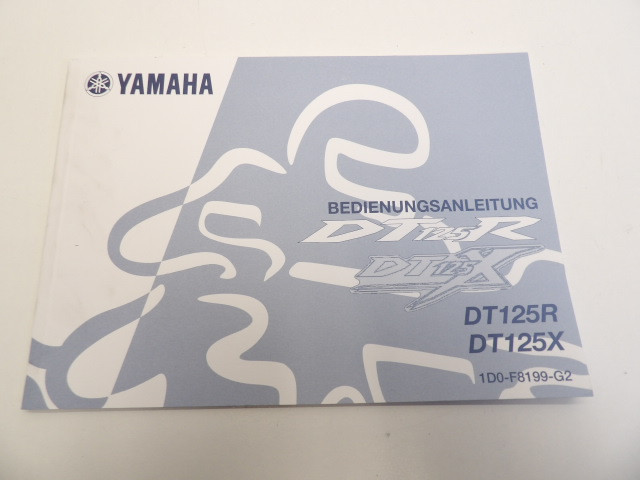 YAMAHA
BEDIENUNGSANLEITUNG
DT125R
DT125X
DT125R
DT125X
1D0-F8199-G2